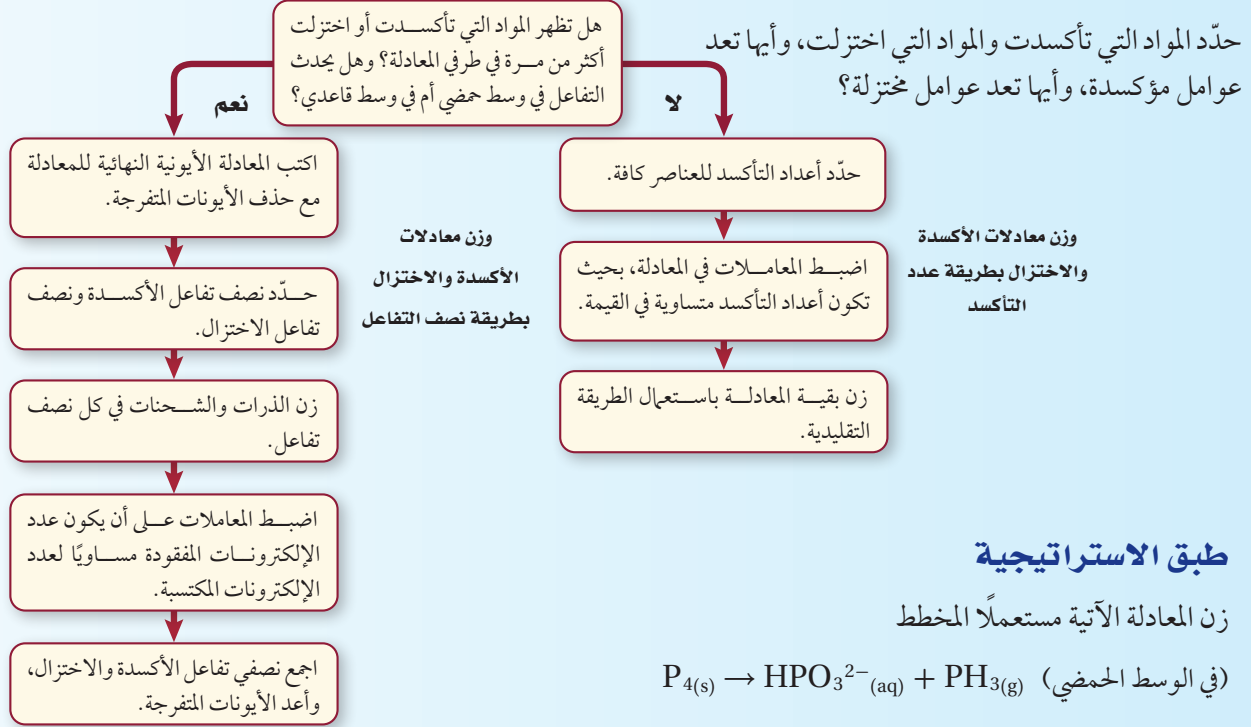 حدّد المواد التي تأكسدت والمواد التي اختزلت، وأيها تعد
عوامل مؤكسدة، وأيها تعد عوامل مختزلة؟
هل تظهر المواد التي تأكسدت أو اختزلت
أكثر من مرة في طرفي المعادلة؟ وهل يحدث
التفاعل في وسط حمضي أم في وسط قاعدي؟
لا
حدّد أعداد التأكسد للعناصر كافة.
وزن معادلات الأكسدة
والاختزال بطريقة عدد
التأكسد
اضبط المعاملات في المعادلة، بحيث
تكون أعداد التأكسد متساوية في القيمة.
زن بقية المعادلة باستعمال الطريقة
التقليدية.
نعم
اكتب المعادلة الأيونية النهائية للمعادلة
مع حذف الأيونات المتفرجة.
وزن معادلات
الأكسدة والاختزال
بطريقة نصف التفاعل
حدّد نصف تفاعل الأكسدة ونصف
تفاعل الاختزال.
زن الذرات والشحنات في كل نصف
تفاعل.
اضبط المعاملات على أن يكون عدد
الإلكترونات المفقودة مساويًا لعدد
الإلكترونات المكتسبة.
اجمع نصفي تفاعل الأكسدة والاختزال،
وأعد الأيونات المتفرجة.
طبق الاستراتيجية
زن المعادلة الآتية مستعملًا المخطط
P₄(s) → HPO₃²⁻(aq) + PH₃(g) (في الوسط الحمضي)